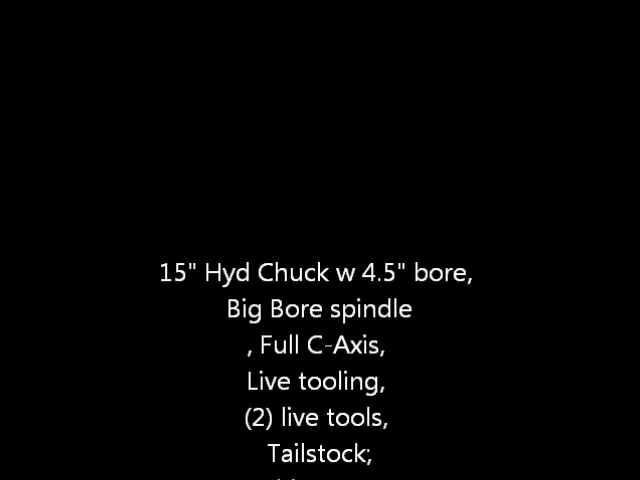 15" Hyd Chuck w 4.5" bore,
Big Bore spindle
, Full C-Axis,
Live tooling,
(2) live tools,
Tailstock;